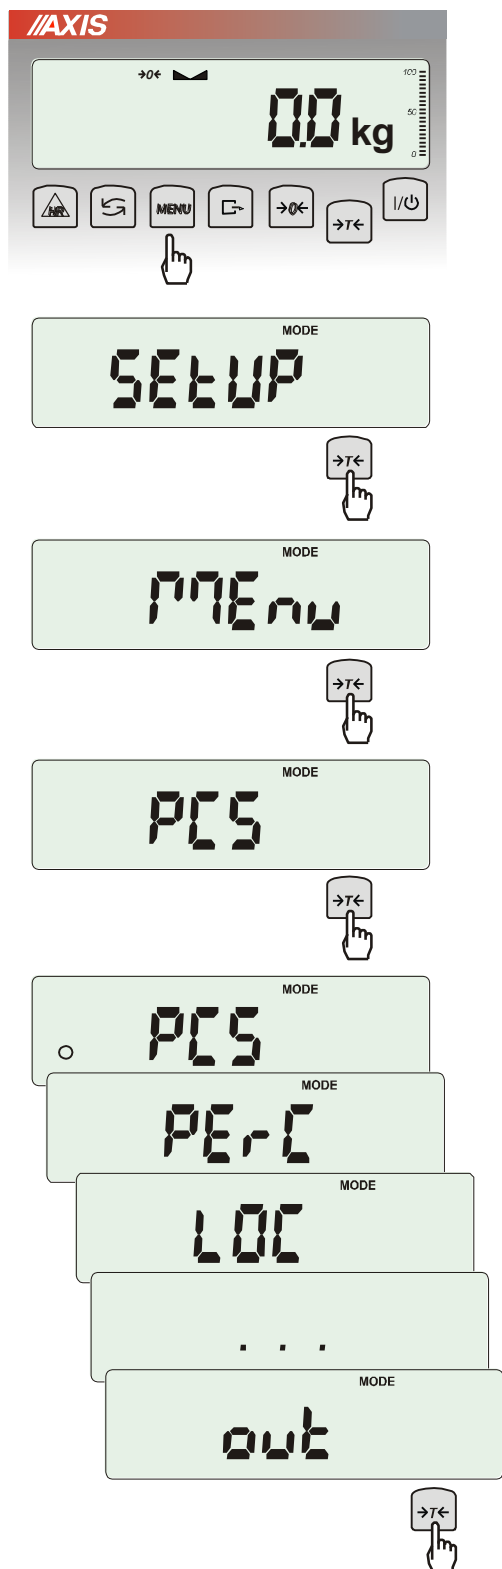 AXIS
→0←
100
50
0
0.0 kg
HR MENU →0← →T← I/
MODE
SEtUP
→T←
MODE
MEnu
→T←
MODE
PCS
→T←
MODE
PCS
MODE
PErC
MODE
LOC
. . .
MODE
out
→T←